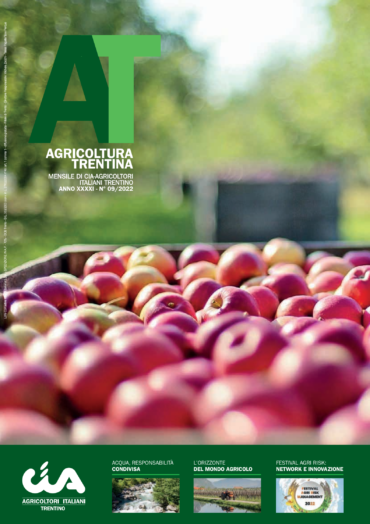 AT
AGRICOLTURA
TRENTINA
MENSILE DI CIA-AGRICOLTORI
ITALIANI TRENTINO
ANNO XXXXI - N° 09/2022
CIA
AGRICOLTORI ITALIANI
TRENTINO
ACQUA, RESPONSABILITÀ
CONDIVISA
L'ORIZZONTE
DEL MONDO AGRICOLO
FESTIVAL AGRI RISK:
NETWORK E INNOVAZIONE